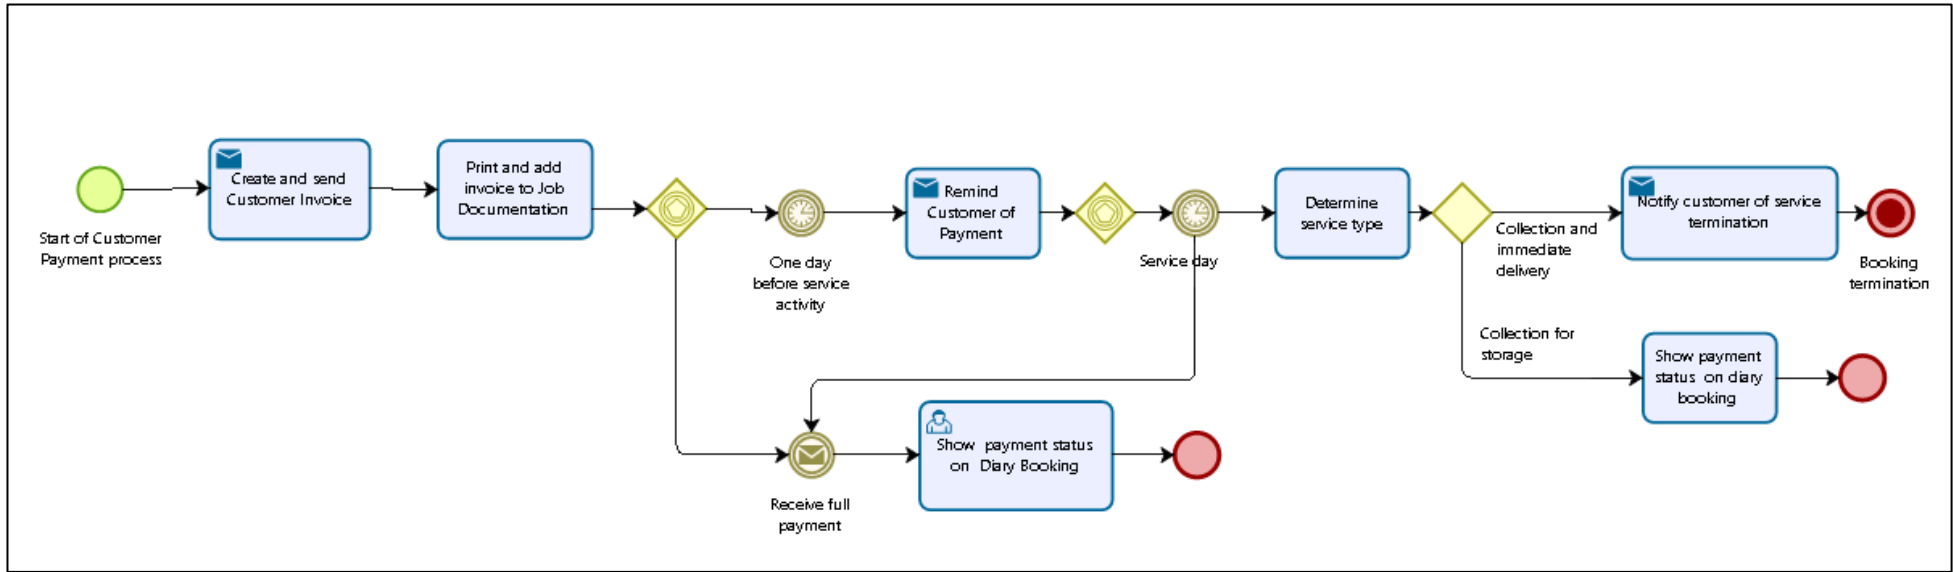 Start of Customer
Payment process
Create and send
Customer Invoice
Print and add
invoice to Job
Documentation
One day
before service
activity
Remind
Customer of
Payment
Service day
Determine
service type
Collection and
immediate
delivery
Notify customer of service
termination
Booking
termination
Collection for
storage
Show payment
status on diary
booking
Receive full
payment
Show payment status
on Diary Booking